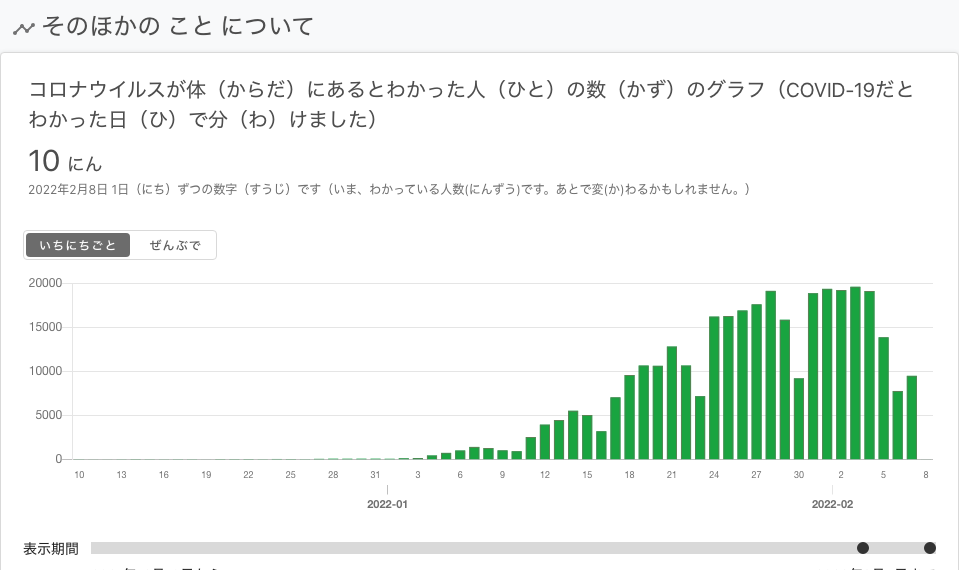 そのほかの こと について
コロナウイルスが体（からだ）にあるとわかった人（ひと）の数（かず）のグラフ（COVID-19だと
わかった日（ひ）で分（わ）けました）
10 にん
2022年2月8日 1日（にち）ずつの数字（すうじ）です（いま、わかっている人数(にんずう)です。あとで変(か)わるかもしれません。）
いちにちごと ぜんぶで
20000
15000
10000
5000
0
10 13 16 19 22 25 28 31 3 6 9 12 15 18 21 24 27 30 2 5 8
2022-01 2022-02
表示期間